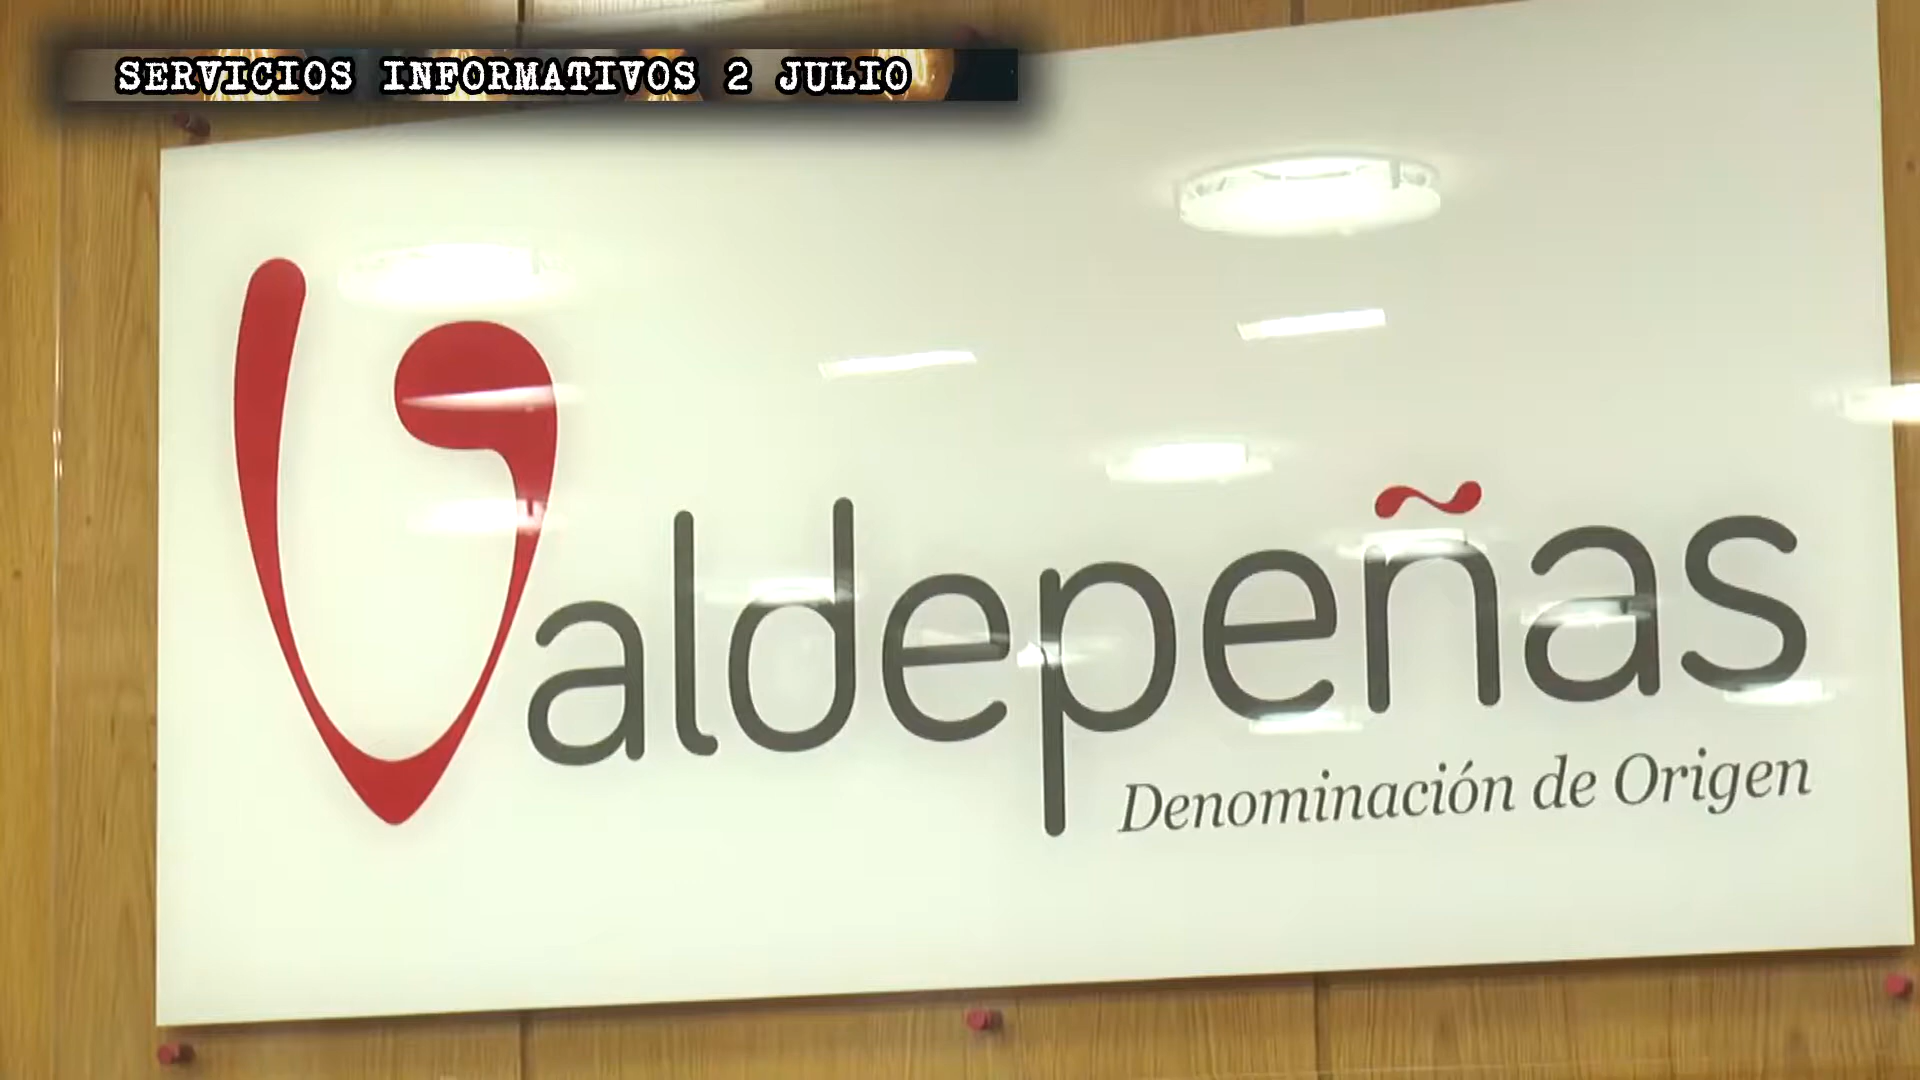 SERVICIOS INFORMATIVOS 2 JULIO
Valdepeñas
Denominación de Origen